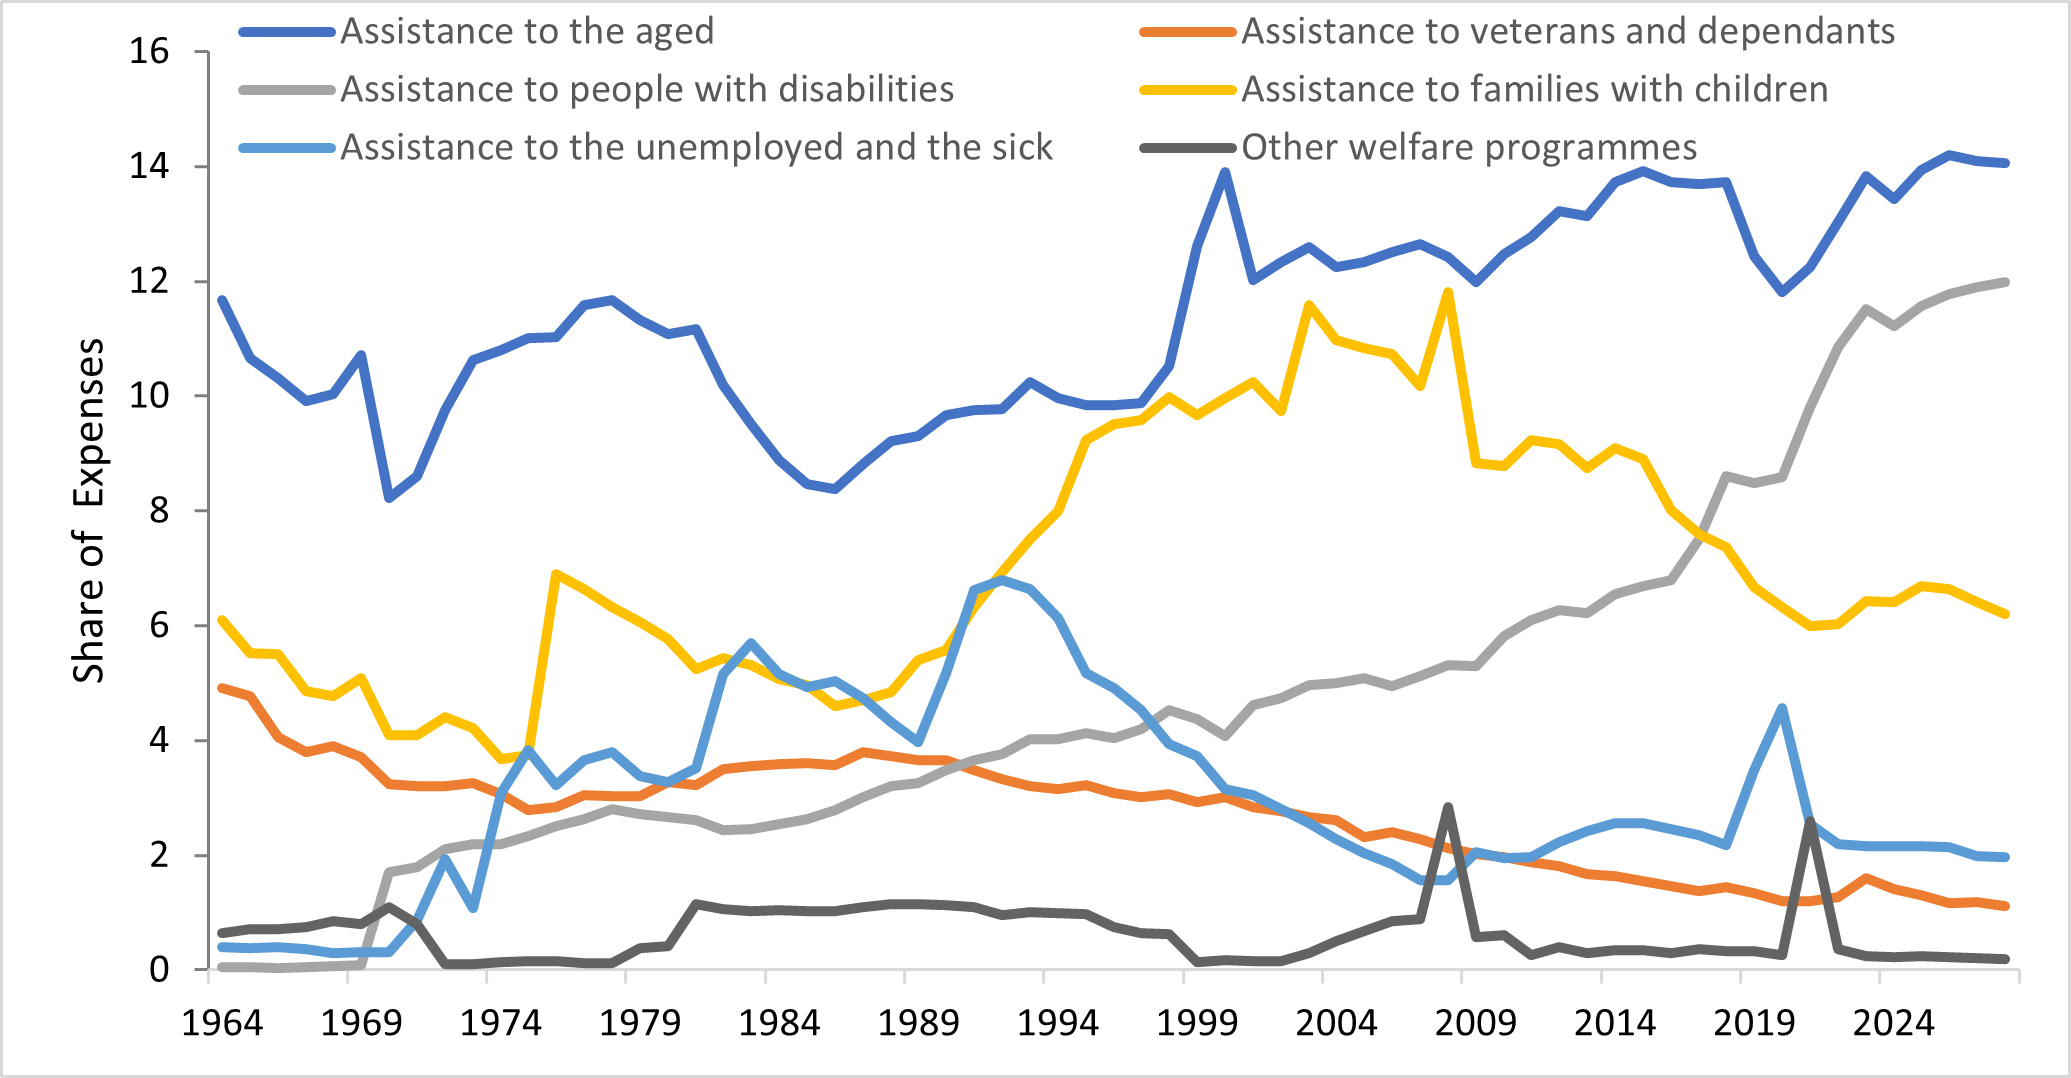 Assistance to the aged
Assistance to veterans and dependants
Assistance to people with disabilities
Assistance to families with children
Assistance to the unemployed and the sick
Other welfare programmes
Share of Expenses
16
14
12
10
8
6
4
2
0
1964 1969 1974 1979 1984 1989 1994 1999 2004 2009 2014 2019 2024